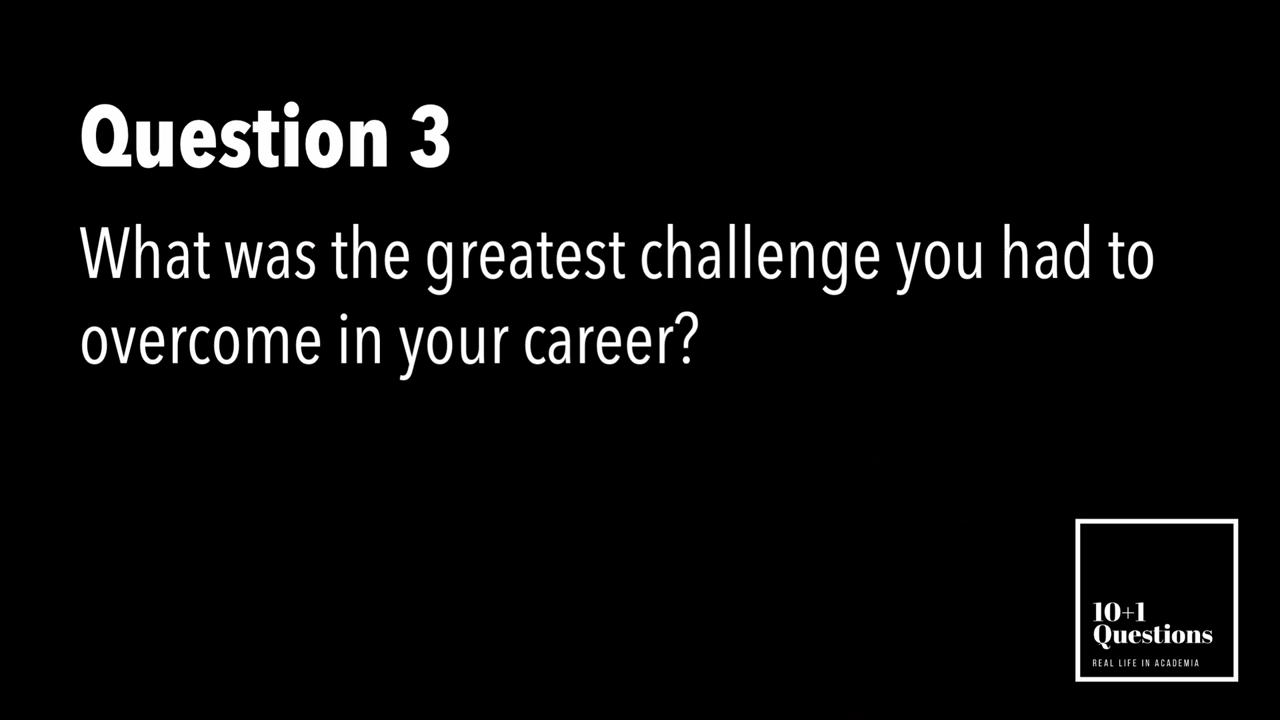 Question 3
What was the greatest challenge you had to
overcome in your career?
10+1
Questions
REAL LIFE IN ACADEMIA